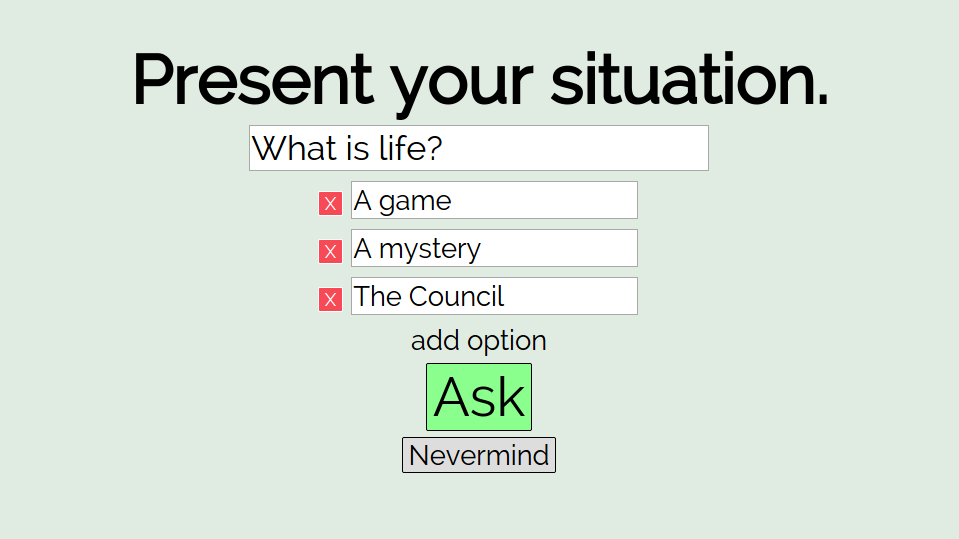 Present your situation.
What is life?
X A game
X A mystery
X The Council
add option
Ask
Nevermind